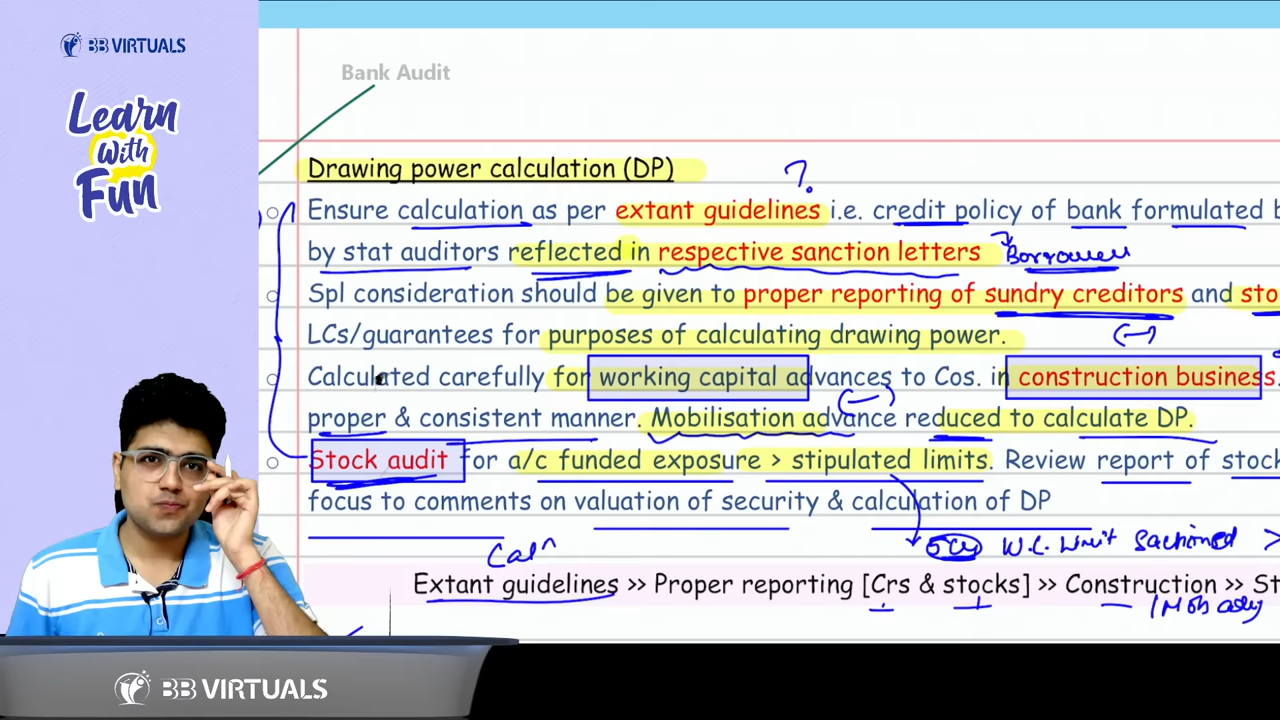 BB VIRTUALS
Learn
With
Fun
Bank Audit
Drawing power calculation (DP)
?
Ensure calculation as per extant guidelines i.e. credit policy of bank formulated b
by stat auditors reflected in respective sanction letters
Borrower
Spl consideration should be given to proper reporting of sundry creditors and sto
LCs/guarantees for purposes of calculating drawing power.
(-)
Calculated carefully for working capital advances to Cos. in construction business.
(-)
proper & consistent manner. Mobilisation advance reduced to calculate DP.
Stock audit for a/c funded exposure > stipulated limits. Review report of stock
focus to comments on valuation of security & calculation of DP
5cr W.C. Limit Sactioned >
Calⁿ
Extant guidelines >> Proper reporting [Crs & stocks] >> Construction >> St
BB VIRTUALS